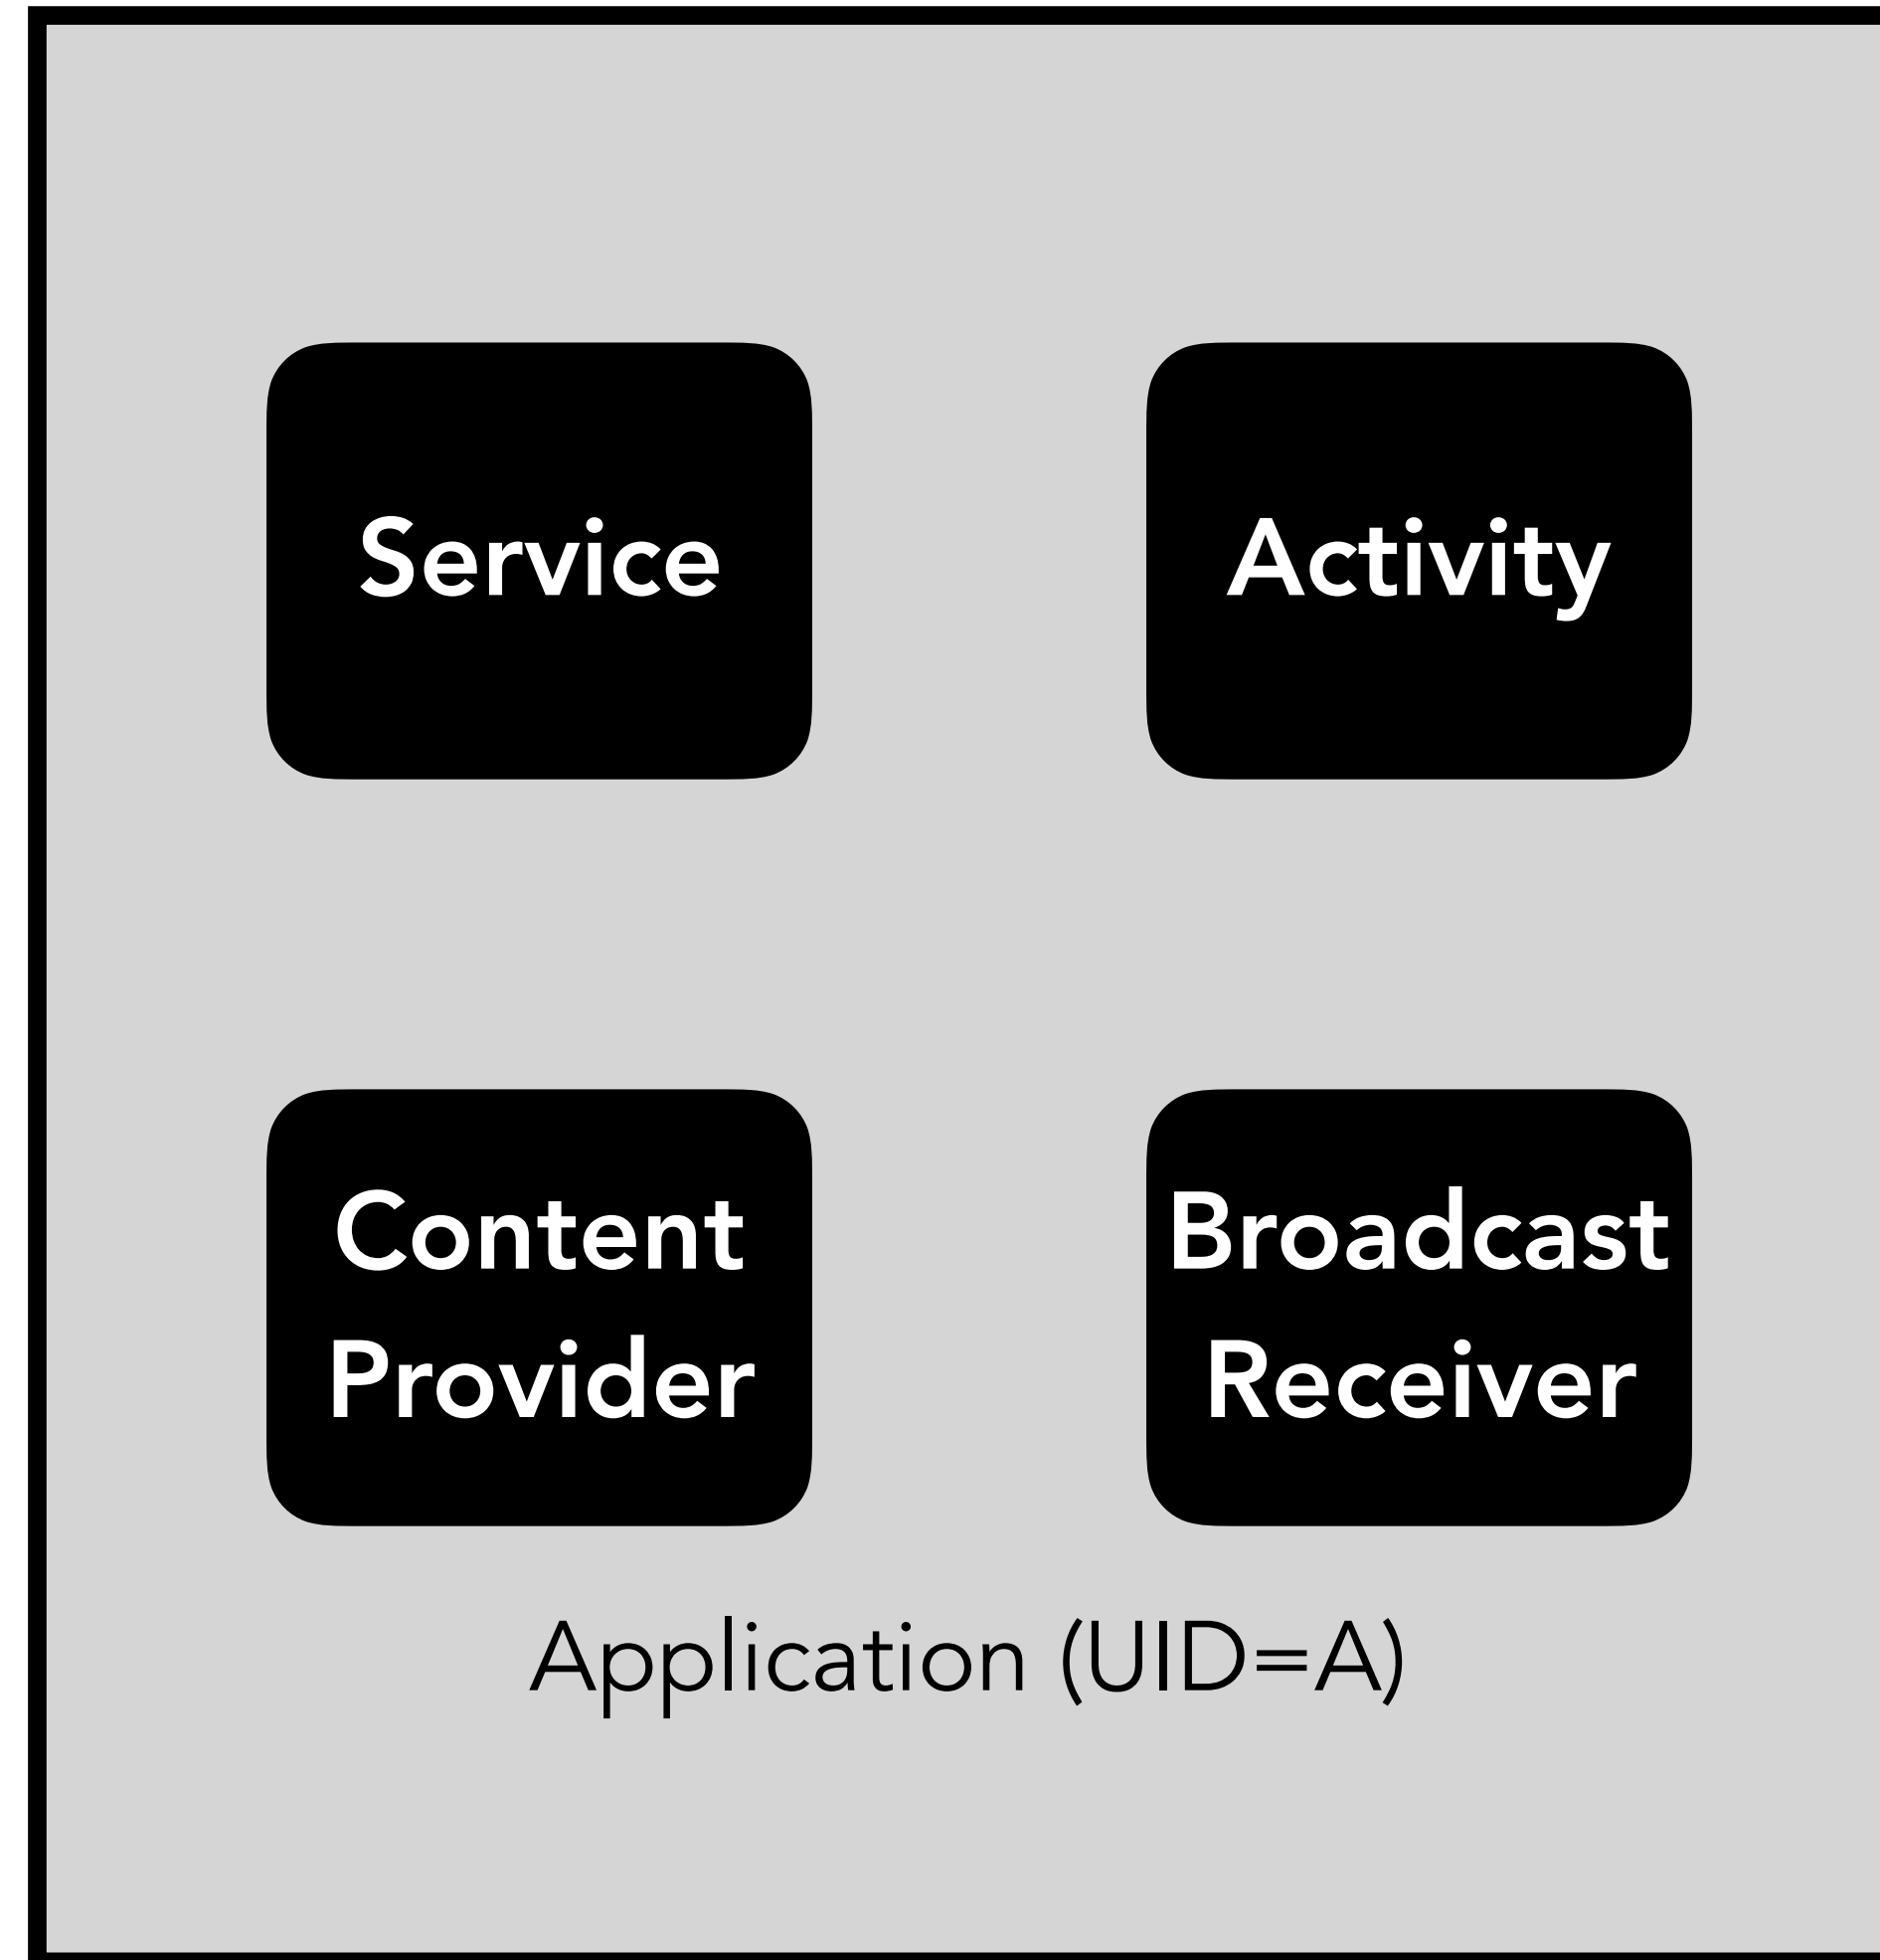 Service
Activity
Content
Provider
Broadcast
Receiver
Application (UID=A)